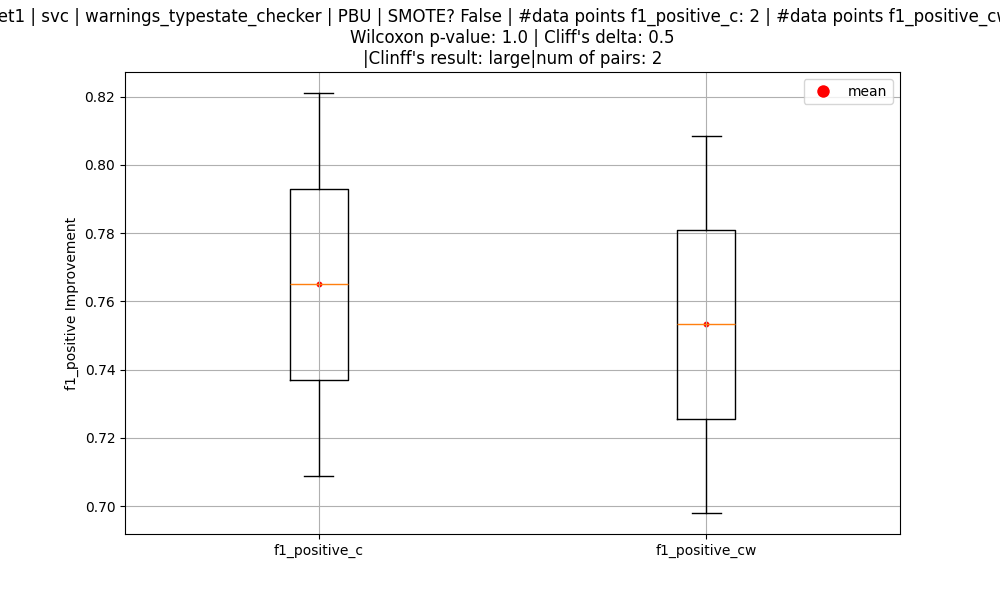 et1 | svc | warnings_typestate_checker | PBU | SMOTE? False | #data points f1_positive_c: 2 | #data points f1_positive_cw
Wilcoxon p-value: 1.0 | Cliff's delta: 0.5
|Clinff's result: large|num of pairs: 2
mean
0.82
0.80
0.78
0.76
0.74
0.72
0.70
f1_positive Improvement
f1_positive_c
f1_positive_cw